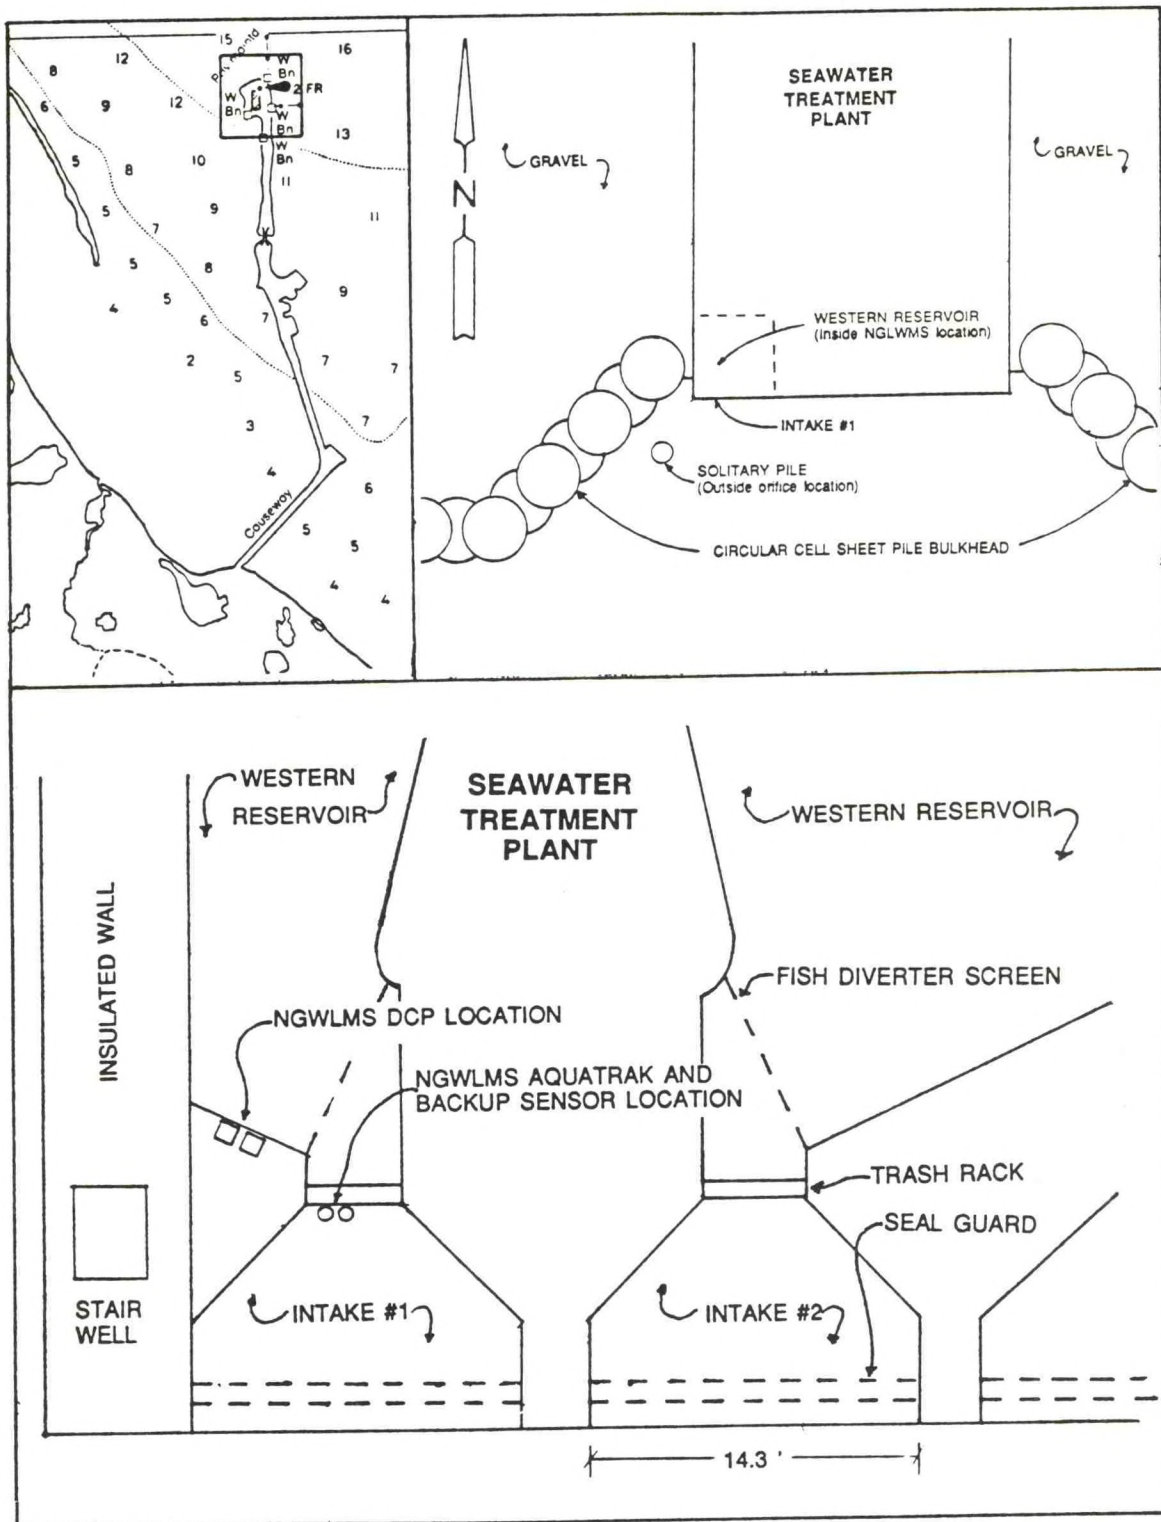 15
16
12
8
W
Bn
2 FR
6
9
12
W
Bn
W
Bn
13
W
Bn
5
8
10
11
5
9
11
7
5
8
5
9
4
6
7
2
7
7
5
3
7
4
6
Causeway
5
5
4
4
N
SEAWATER
TREATMENT
PLANT
GRAVEL
GRAVEL
WESTERN RESERVOIR
(Inside NGLWMS location)
INTAKE #1
SOLITARY PILE
(Outside orifice location)
CIRCULAR CELL SHEET PILE BULKHEAD
WESTERN
RESERVOIR
SEAWATER
TREATMENT
PLANT
WESTERN RESERVOIR
INSULATED WALL
FISH DIVERTER SCREEN
NGWLMS DCP LOCATION
NGWLMS AQUATRAK AND
BACKUP SENSOR LOCATION
TRASH RACK
SEAL GUARD
STAIR
WELL
INTAKE #1
INTAKE #2
14.3 '